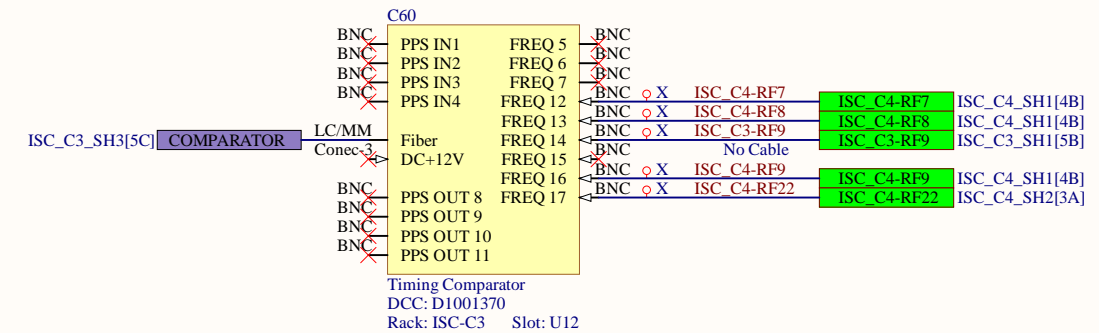 C60
BNC PPS IN1 FREQ 5 BNC
BNC PPS IN2 FREQ 6 BNC
BNC PPS IN3 FREQ 7 BNC
BNC PPS IN4 FREQ 12 BNC X ISC_C4-RF7 ISC_C4-RF7 ISC_C4_SH1[4B]
FREQ 13 BNC X ISC_C4-RF8 ISC_C4-RF8 ISC_C4_SH1[4B]
ISC_C3_SH3[5C] COMPARATOR LC/MM Fiber FREQ 14 BNC X ISC_C3-RF9 ISC_C3-RF9 ISC_C3_SH1[5B]
Conec-3 DC+12V FREQ 15 BNC No Cable
FREQ 16 BNC X ISC_C4-RF9 ISC_C4-RF9 ISC_C4_SH1[4B]
BNC PPS OUT 8 FREQ 17 BNC X ISC_C4-RF22 ISC_C4-RF22 ISC_C4_SH2[3A]
BNC PPS OUT 9
BNC PPS OUT 10
BNC PPS OUT 11
Timing Comparator
DCC: D1001370
Rack: ISC-C3 Slot: U12